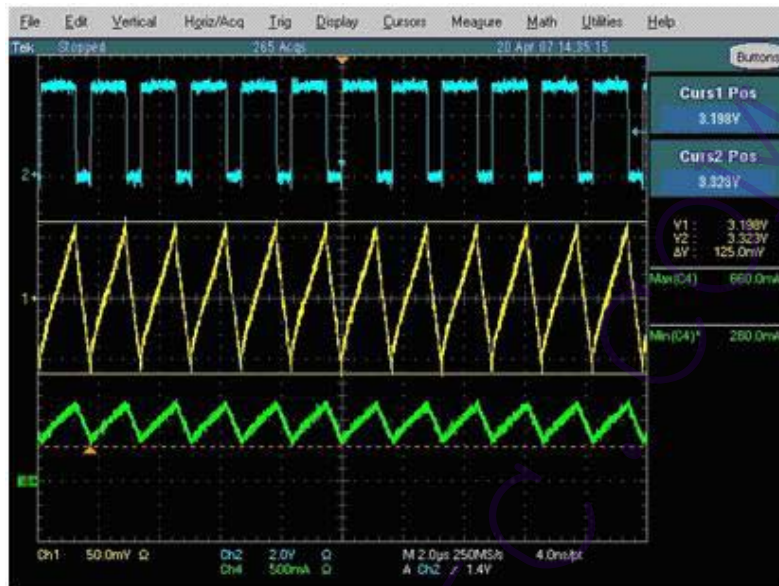 File Edit Vertical Horiz/Acq Trig Display Cursors Measure Math Utilities Help
Tek Stopped 265 Acqs 20 Apr 07 14:35:15
Buttons
Curs1 Pos
3.198V
Curs2 Pos
3.323V
V1: 3.198V
V2: 3.323V
ΔV: 125.0mV
Max(C4) 660.0mA
Min(C4)* 280.0mA
2
1
Ch1 50.0mV Ω Ch2 2.0V Ω M 2.0µs 250MS/s 4.0ns/pt
Ch4 500mA Ω A Ch2 ∕ 1.4V